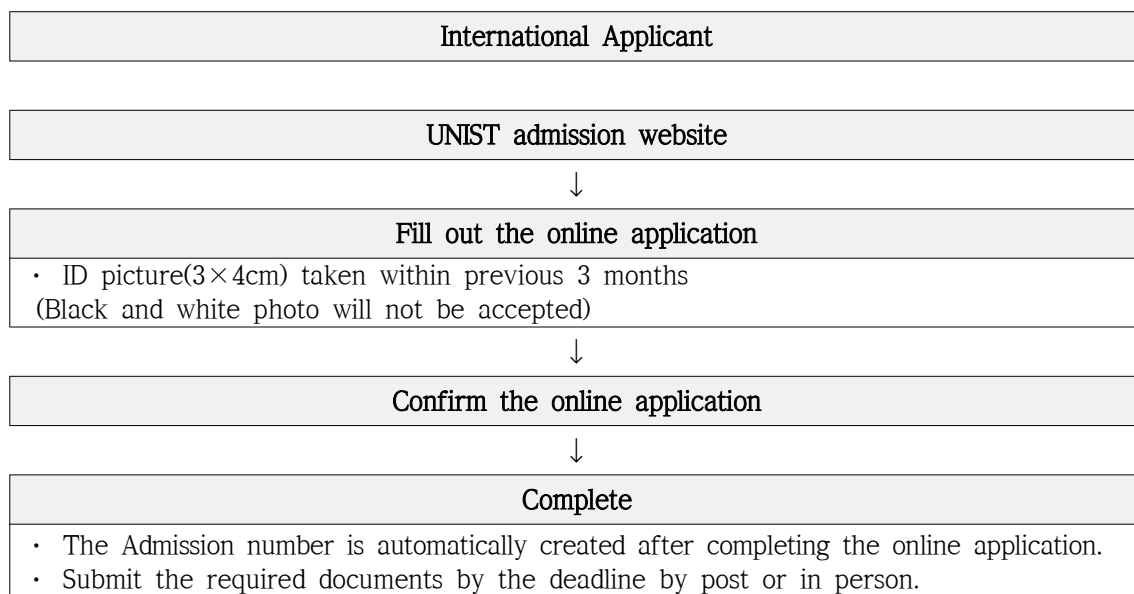 International Applicant
UNIST admission website
↓
Fill out the online application
· ID picture(3×4cm) taken within previous 3 months
(Black and white photo will not be accepted)
↓
Confirm the online application
↓
Complete
· The Admission number is automatically created after completing the online application.
· Submit the required documents by the deadline by post or in person.